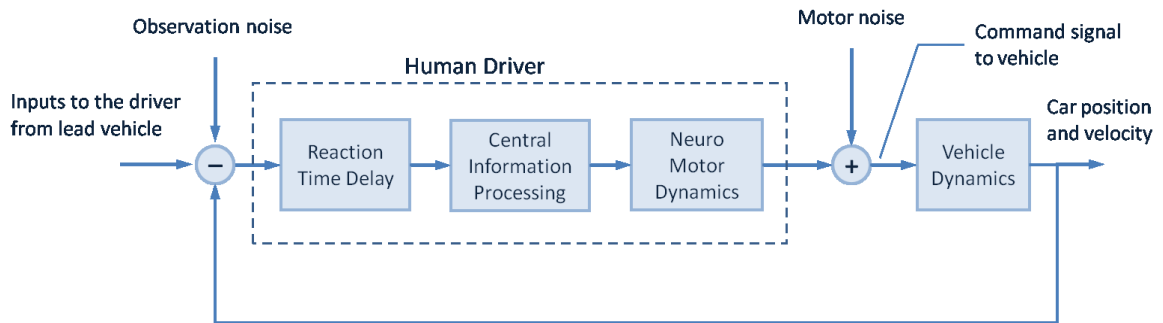 Observation noise
Motor noise
Command signal
to vehicle
Human Driver
Inputs to the driver
from lead vehicle
Car position
and velocity
−
Reaction
Time Delay
Central
Information
Processing
Neuro
Motor
Dynamics
+
Vehicle
Dynamics